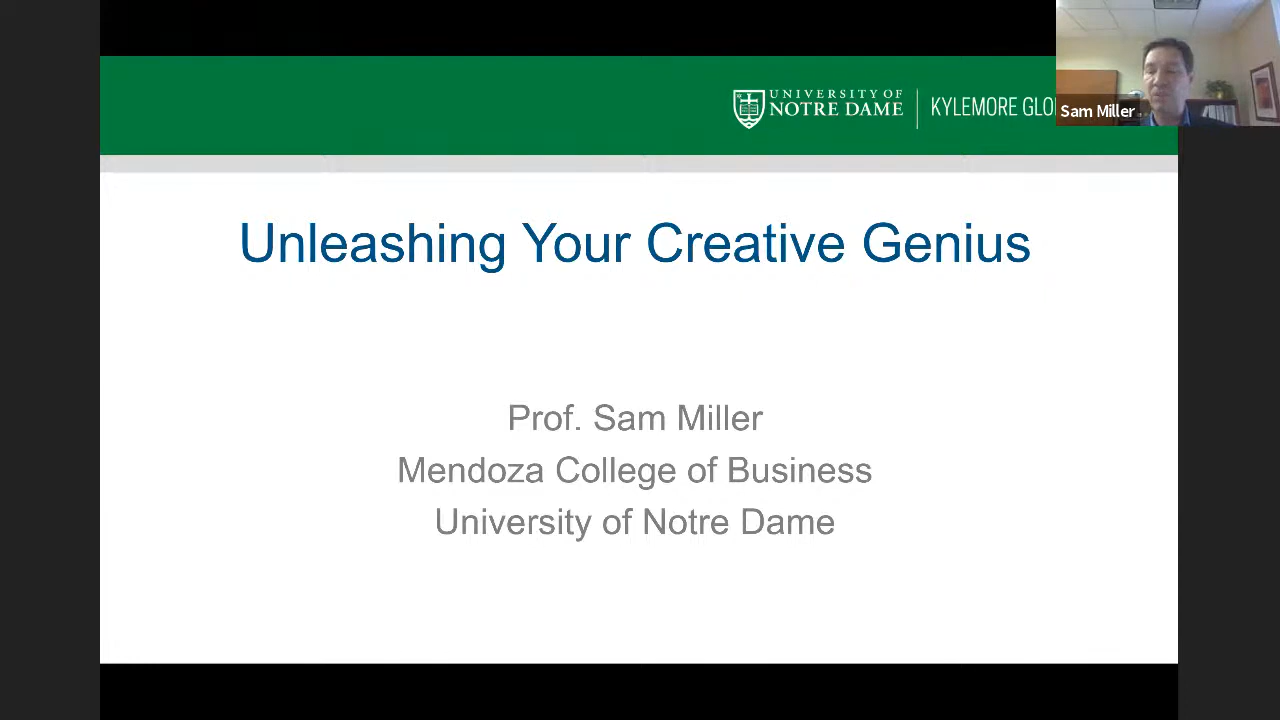 UNIVERSITY OF
NOTRE DAME
KYLEMORE GLO
Sam Miller
Unleashing Your Creative Genius
Prof. Sam Miller
Mendoza College of Business
University of Notre Dame